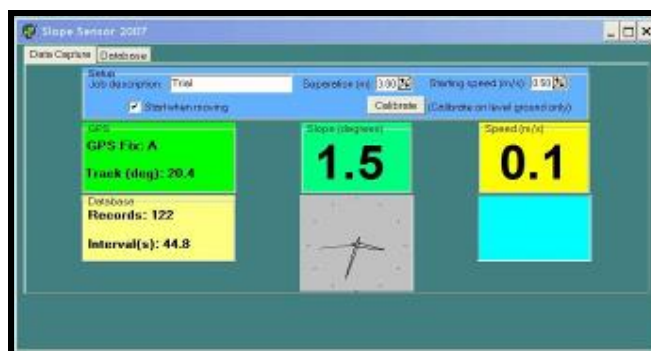 Slope Sensor 2007
Data Capture Database
Setup
Job description: Trial Separation (m) 3.00 Starting speed (m/s) 0.50
Start when moving Calibrate (Calibrate on level ground only)
GPS Slope (degrees) Speed (m/s)
GPS Fix: A
Track (deg): 20.4
1.5 0.1
Database
Records: 122
Interval(s): 44.8